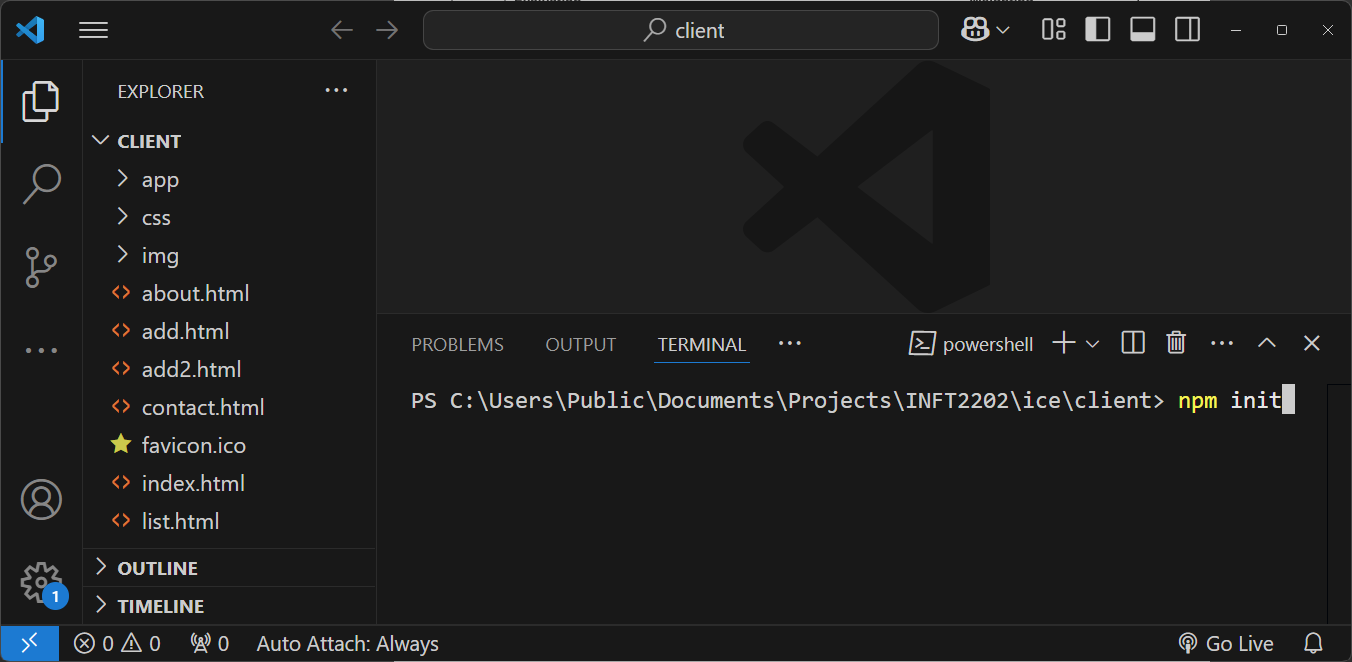 client
EXPLORER
CLIENT
app
css
img
about.html
add.html
add2.html
contact.html
favicon.ico
index.html
list.html
OUTLINE
TIMELINE
PROBLEMS OUTPUT TERMINAL powershell
PS C:\Users\Public\Documents\Projects\INFT2202\ice\client> npm init
1
0 0 0 Auto Attach: Always Go Live